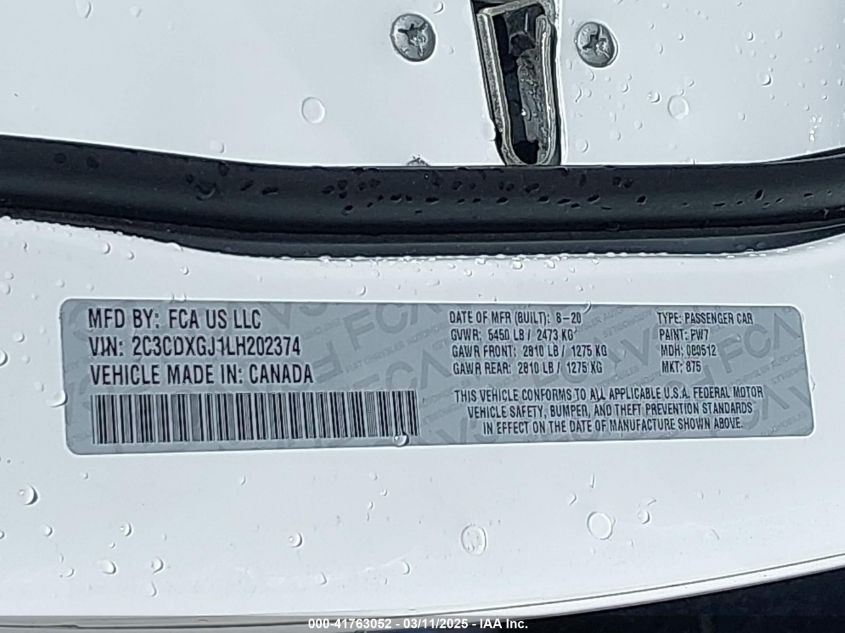 MFD BY: FCA US LLC
VIN: 2C3CDXGJ1LH202374
VEHICLE MADE IN: CANADA
DATE OF MFR (BUILT): 6-20
GVWR: 5450 LB / 2473 KG
GAWR FRONT: 2810 LB / 1275 KG
GAWR REAR: 2810 LB / 1275 KG
TYPE: PASSENGER CAR
PAINT: PW7
MDH: 080512
MKT: 875
THIS VEHICLE CONFORMS TO ALL APPLICABLE U.S.A. FEDERAL MOTOR
VEHICLE SAFETY, BUMPER, AND THEFT PREVENTION STANDARDS
IN EFFECT ON THE DATE OF MANUFACTURE SHOWN ABOVE.
000-41763052 - 03/11/2025 - IAA Inc.